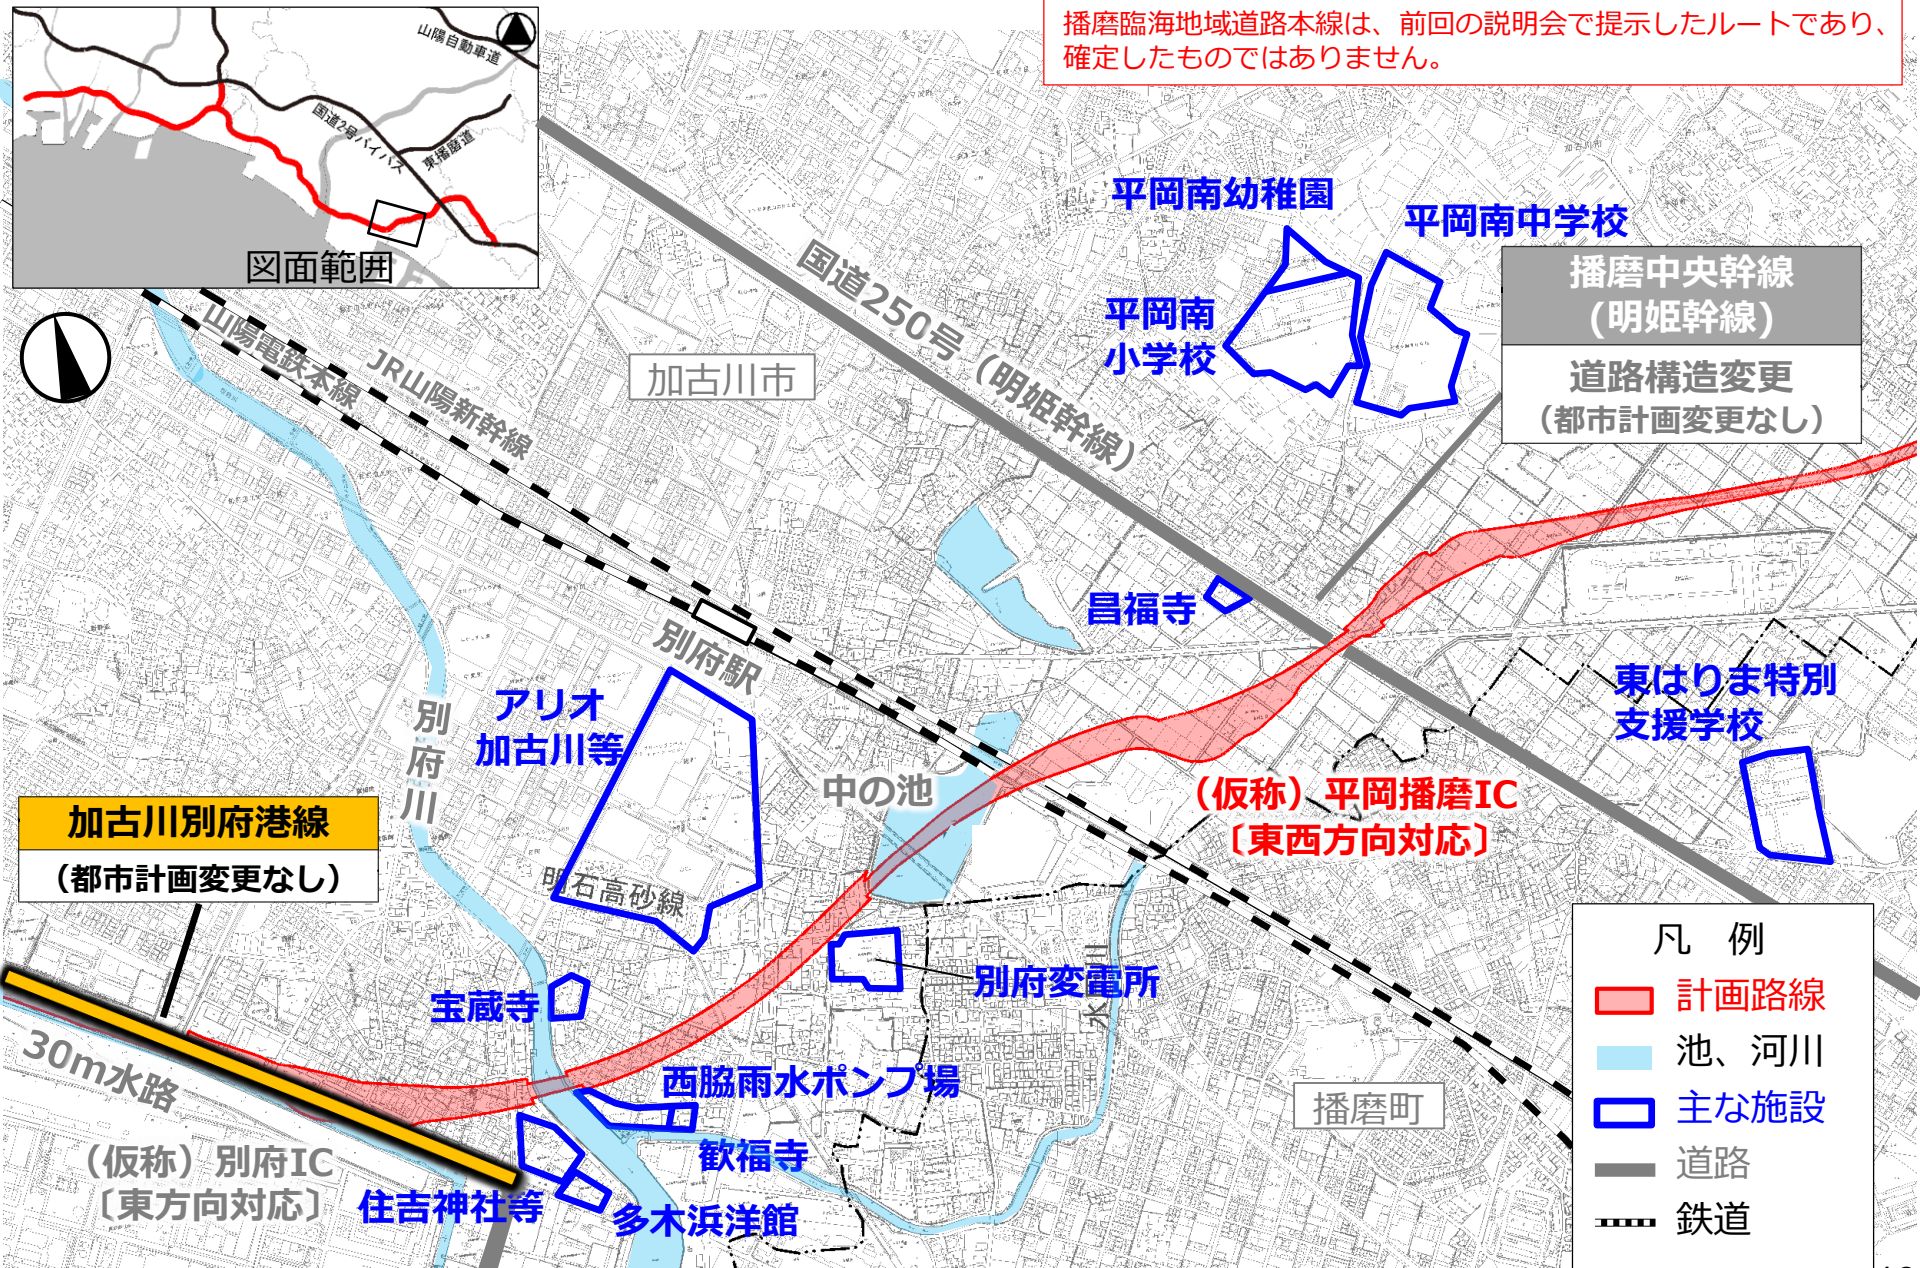 播磨臨海地域道路本線は、前回の説明会で提示したルートであり、
確定したものではありません。
山陽自動車道
国道2号バイパス
東播磨道
図面範囲
平岡南幼稚園
平岡南中学校
国道250号（明姫幹線）
平岡南
小学校
播磨中央幹線
(明姫幹線)
道路構造変更
（都市計画変更なし）
山陽電鉄本線
JR山陽新幹線
加古川市
昌福寺
別府駅
東はりま特別
支援学校
アリオ
加古川等
別府川
中の池
（仮称）平岡播磨IC
〔東西方向対応〕
加古川別府港線
（都市計画変更なし）
明石高砂線
別府変電所
宝蔵寺
30m水路
西脇雨水ポンプ場
播磨町
歓福寺
（仮称）別府IC
〔東方向対応〕
住吉神社等
多木浜洋館
凡　例
計画路線
池、河川
主な施設
道路
鉄道